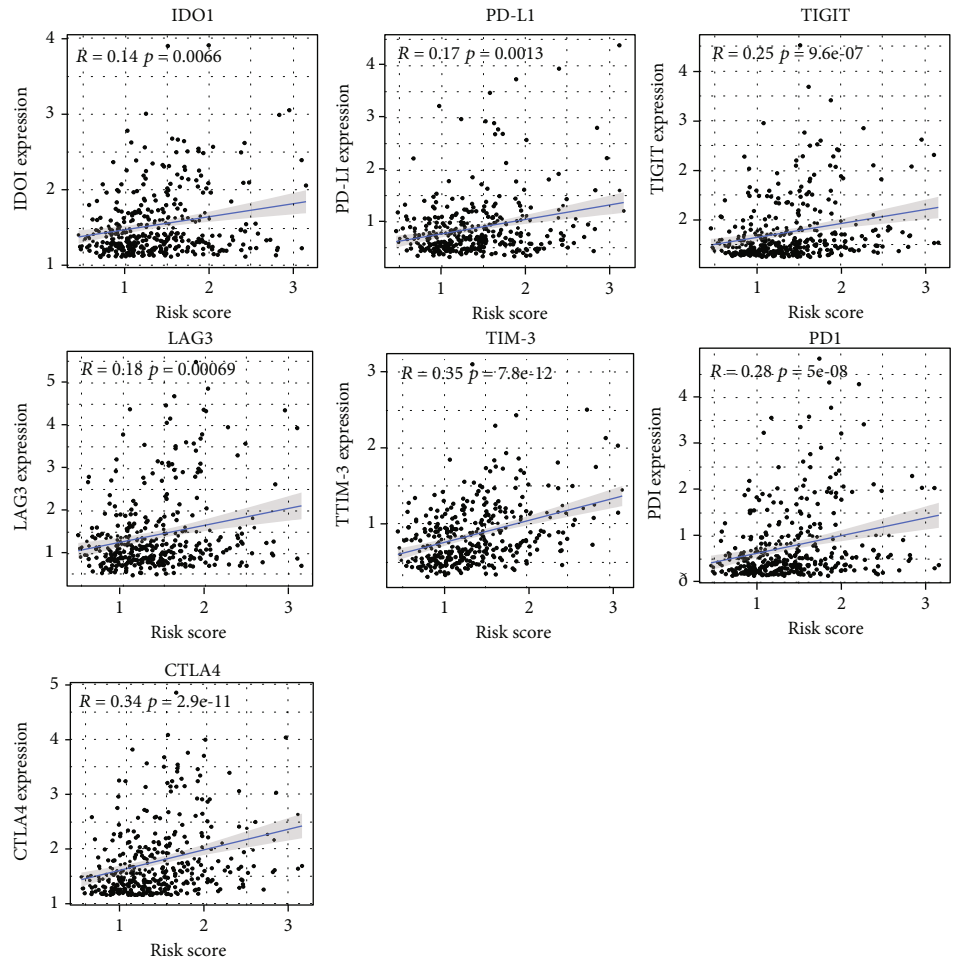 IDO1
R = 0.14 p = 0.0066
IDOI expression
4
3
2
1
1 2 3
Risk score
PD-L1
R = 0.17 p = 0.0013
PD-LI expression
4
3
2
1
1 2 3
Risk score
TIGIT
R = 0.25 p = 9.6e-07
TIGIT expression
4
3
2
2
1 2 3
Risk score
LAG3
R = 0.18 p = 0.00069
LAG3 expression
5
4
3
2
1
1 2 3
Risk score
TIM-3
R = 0.35 p = 7.8e-12
TTIM-3 expression
3
2
1
1 2 3
Risk score
PD1
R = 0.28 p = 5e-08
PDI expression
4
3
2
1
0
1 2 3
Risk score
CTLA4
R = 0.34 p = 2.9e-11
CTLA4 expression
5
4
3
2
1
1 2 3
Risk score